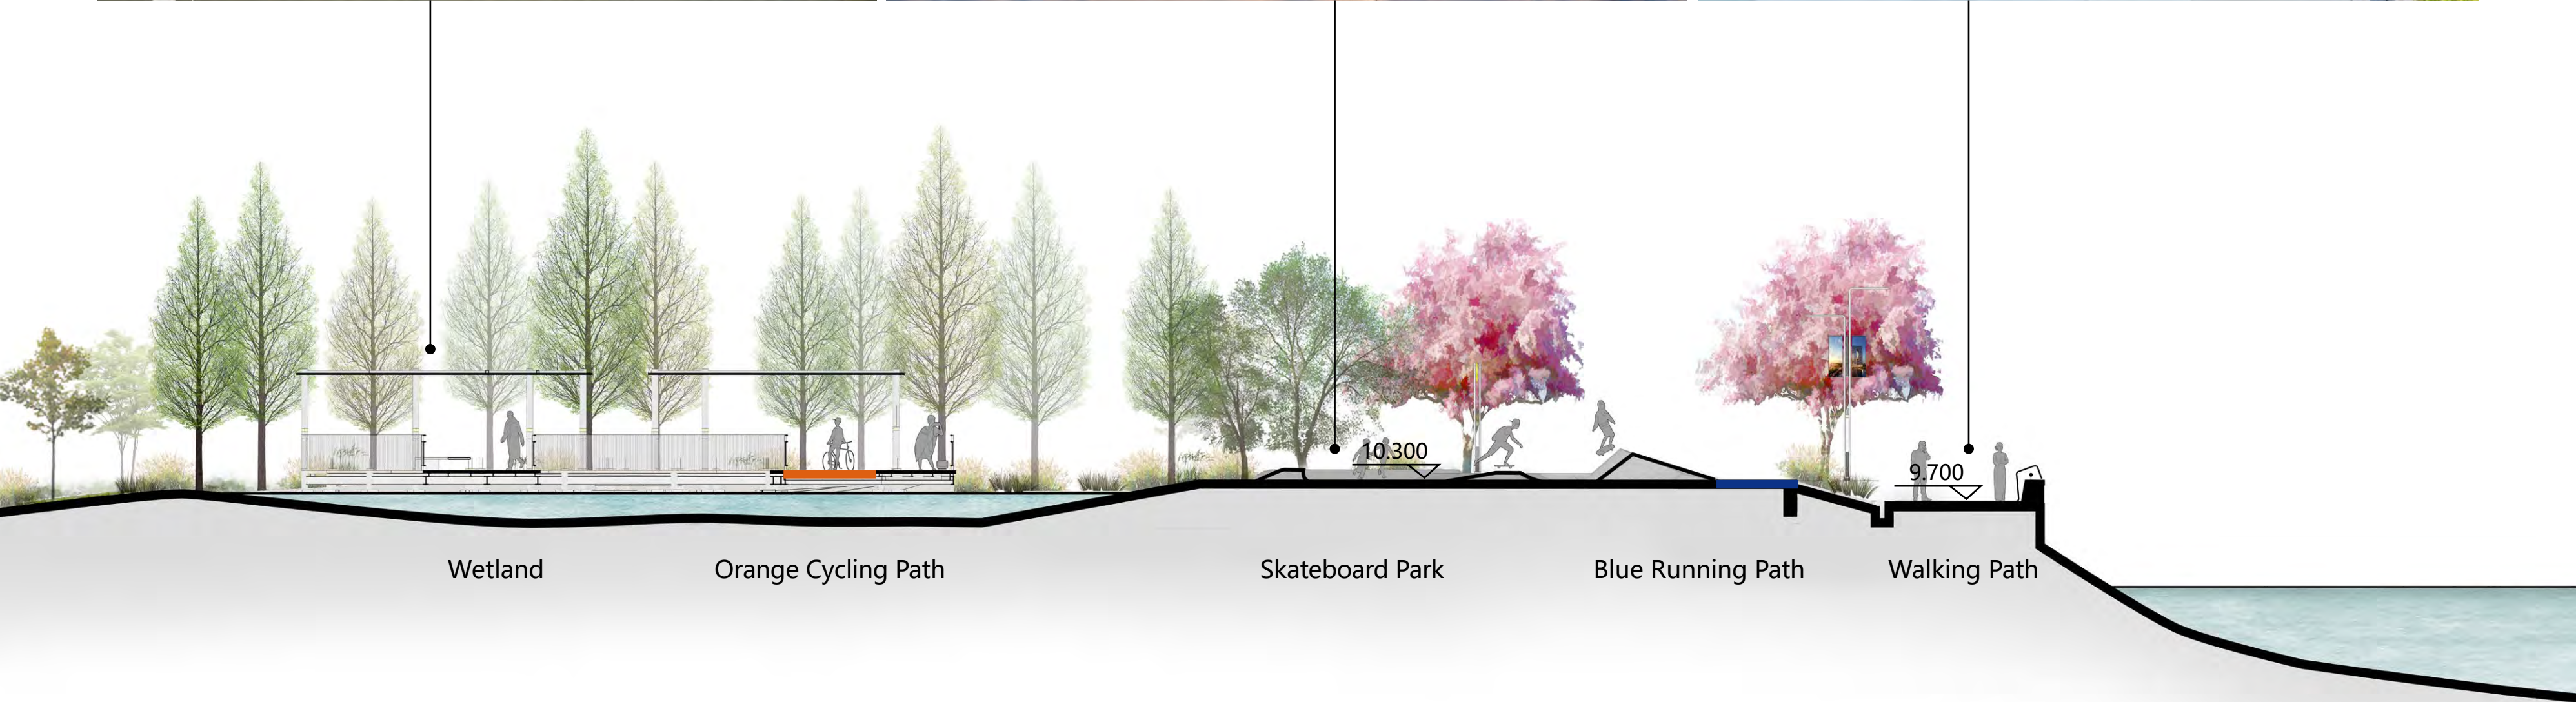 10.300
9.700
Wetland
Orange Cycling Path
Skateboard Park
Blue Running Path
Walking Path